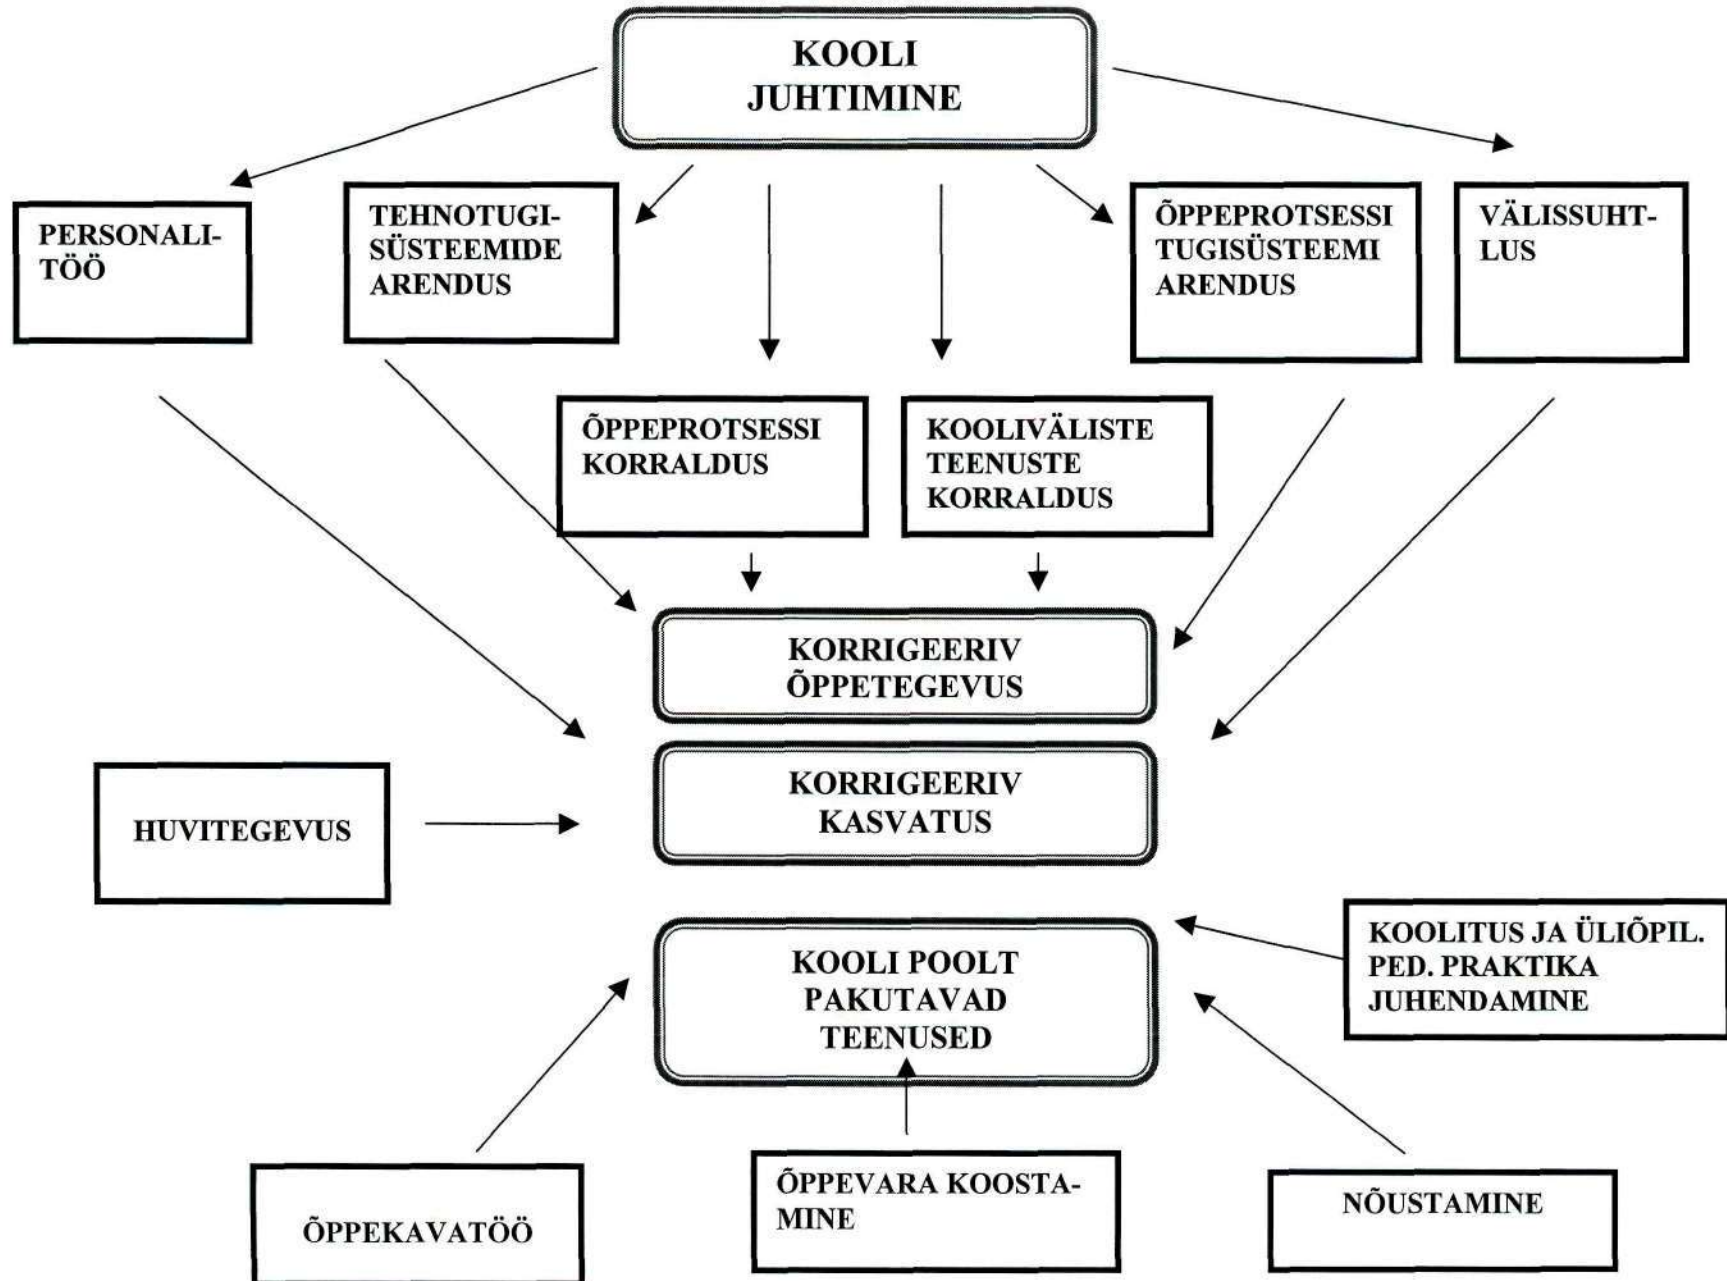 KOOLI
JUHTIMINE
PERSONALI-
TÖÖ
TEHNOTUGI-
SÜSTEEMIDE
ARENDUS
ÕPPEPROTSESSI
TUGISÜSTEEMI
ARENDUS
VÄLISSUHT-
LUS
ÕPPEPROTSESSI
KORRALDUS
KOOLIVÄLISTE
TEENUSTE
KORRALDUS
KORRIGEERIV
ÕPPETEGEVUS
KORRIGEERIV
KASVATUS
HUVITEGEVUS
KOOLI POOLT
PAKUTAVAD
TEENUSED
KOOLITUS JA ÜLIÕPIL.
PED. PRAKTIKA
JUHENDAMINE
ÕPPEKAVATÖÖ
ÕPPEVARA KOOSTA-
MINE
NÕUSTAMINE